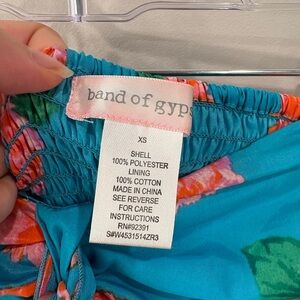 band of gyps
XS
SHELL
100% POLYESTER
LINING
100% COTTON
MADE IN CHINA
SEE REVERSE
FOR CARE
INSTRUCTIONS
RN#92391
S#W4531514ZR3